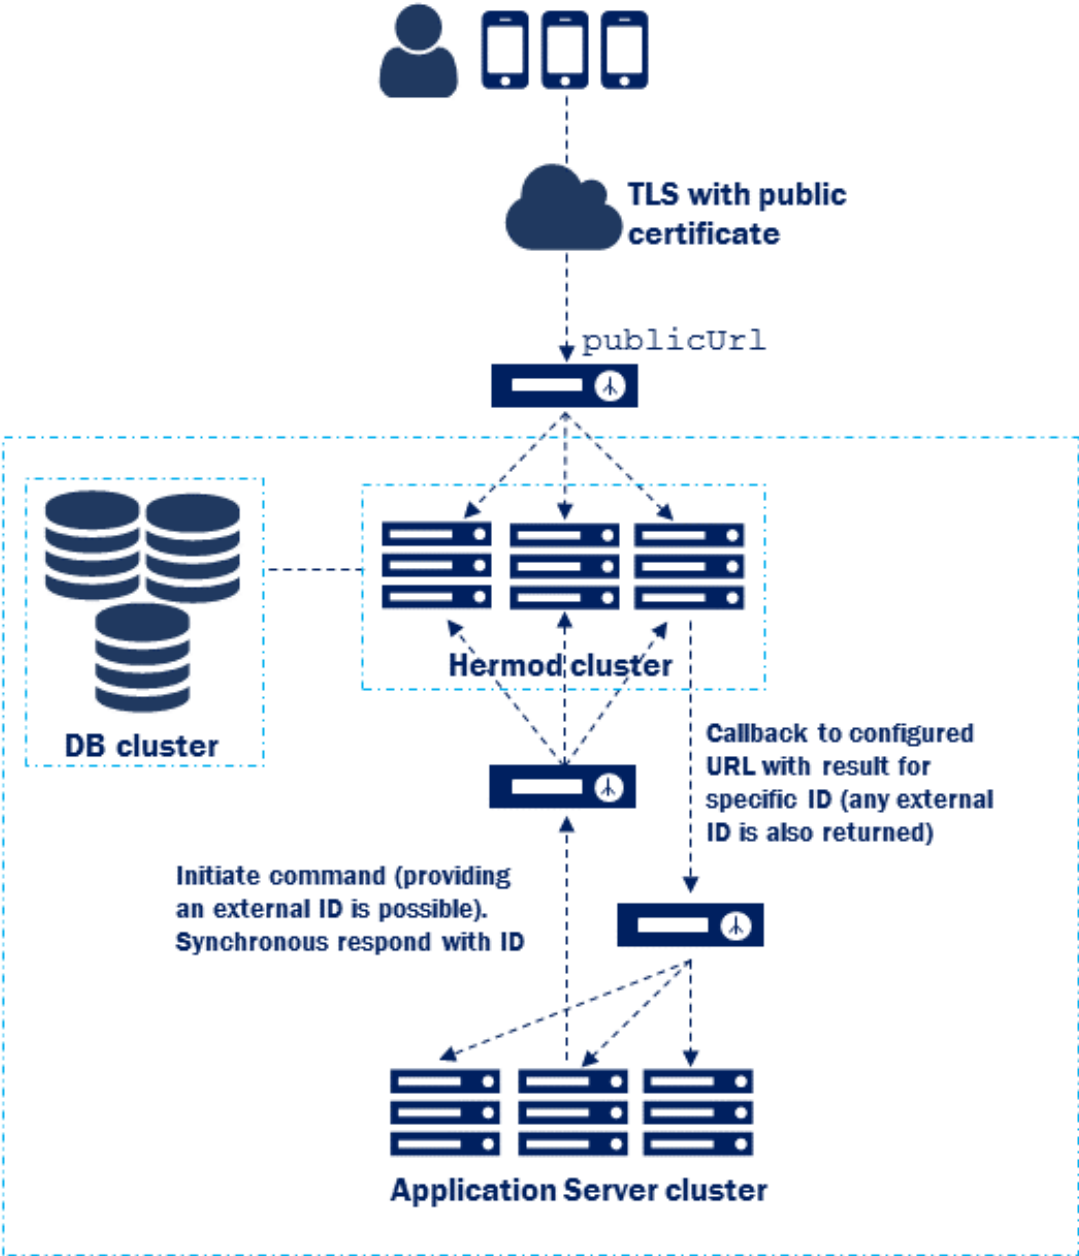 TLS with public
certificate
publicUrl
Hermod cluster
DB cluster
Callback to configured
URL with result for
specific ID (any external
ID is also returned)
Initiate command (providing
an external ID is possible).
Synchronous respond with ID
Application Server cluster